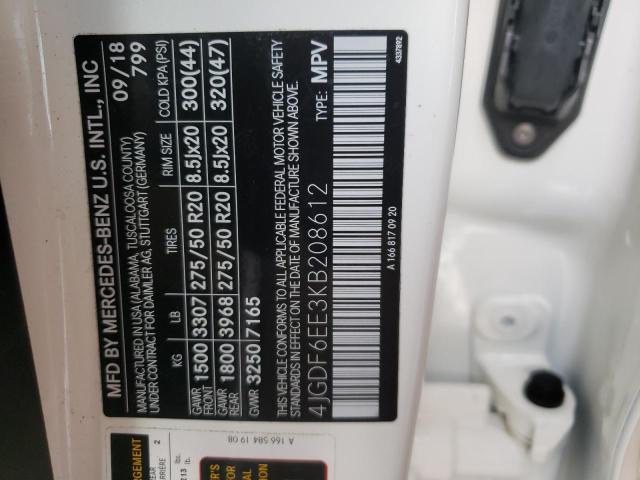 MFD BY MERCEDES-BENZ U.S. INTL., INC
MADE IN USA (ALABAMA, TUSCALOOSA COUNTY)
UNDER CONTRACT FOR DAIMLER AG, STUTTGART (GERMANY)
09/18
799
KG LB TIRES RIM SIZE COLD KPA (PSI)
GAWR FRONT 1500 3307 275/50 R20 8.5Jx20 300(44)
GAWR REAR 1800 3968 275/50 R20 8.5Jx20 320(47)
GVWR 3250/7165
THIS VEHICLE CONFORMS TO ALL APPLICABLE FEDERAL MOTOR VEHICLE SAFETY
STANDARDS IN EFFECT ON THE DATE OF MANUFACTURE SHOWN ABOVE.
4JGDF6EE3KB208612 TYPE: MPV
A 166 817 09 20
4337892
A 166 584 19 08
2
lbs.